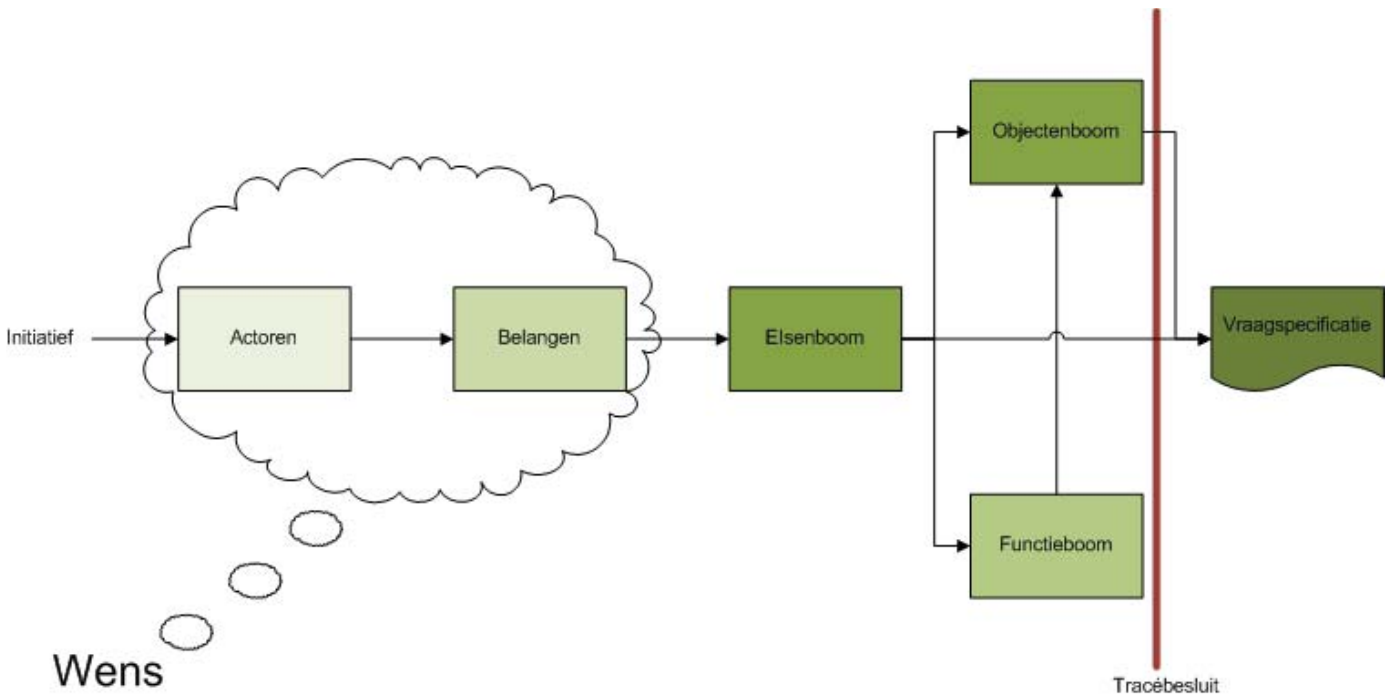 Objectenboom
Initiatief
Actoren
Belangen
EIsenboom
Vraagspecificatie
Functieboom
Wens
Tracébesluit